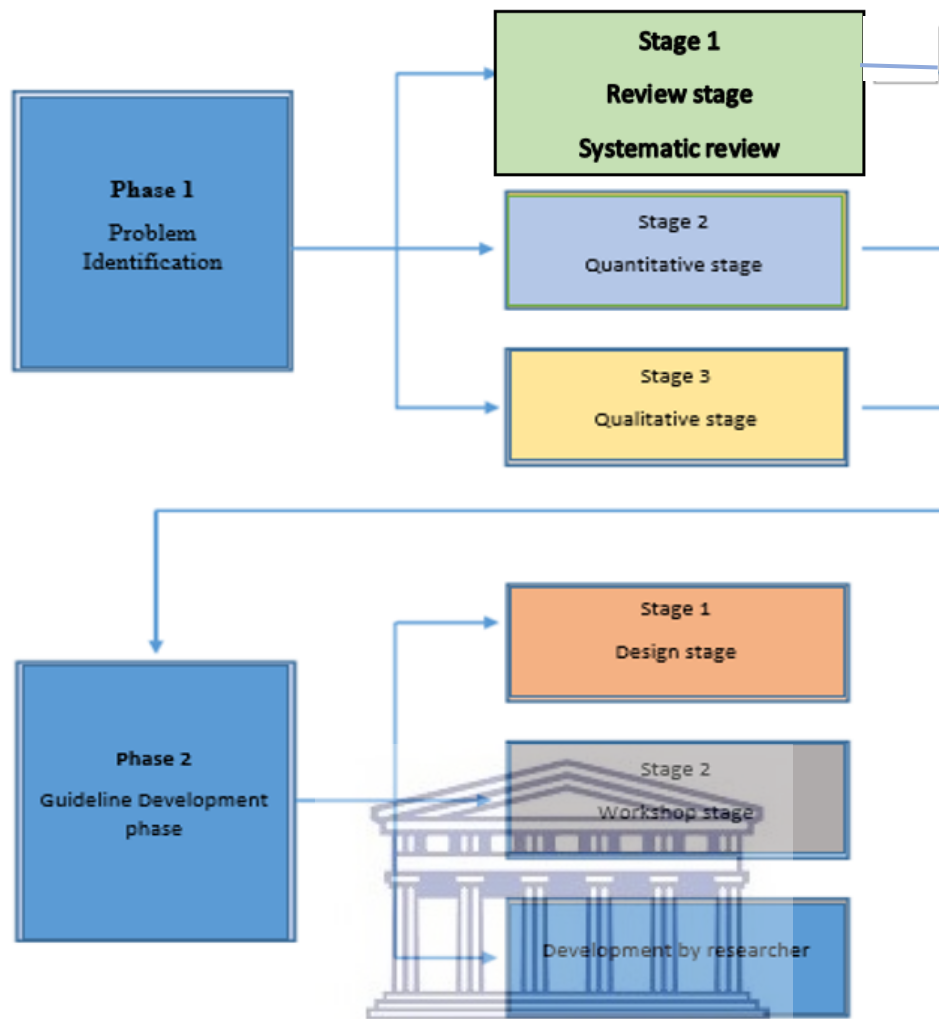 Stage 1
Review stage
Systematic review
Phase 1
Problem
Identification
Stage 2
Quantitative stage
Stage 3
Qualitative stage
Stage 1
Design stage
Phase 2
Guideline Development
phase
Stage 2
Workshop stage
Development by researcher